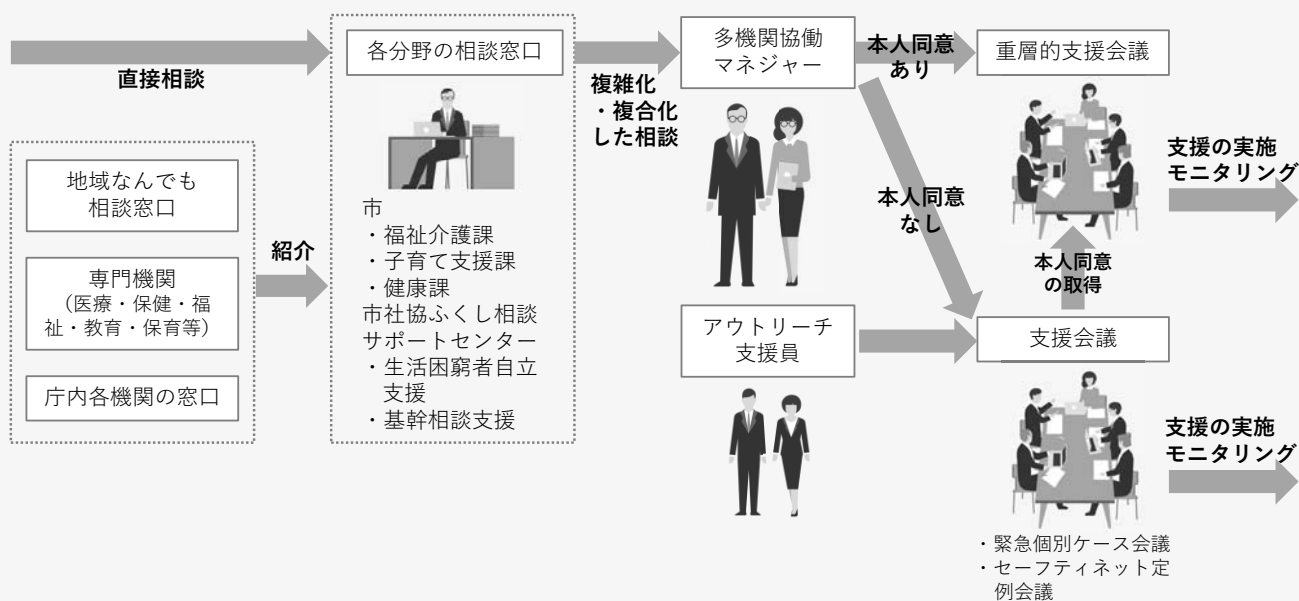 直接相談
地域なんでも
相談窓口
専門機関
（医療・保健・福
祉・教育・保育等）
庁内各機関の窓口
紹介
各分野の相談窓口
市
・福祉介護課
・子育て支援課
・健康課
市社協ふくし相談
サポートセンター
・生活困窮者自立
支援
・基幹相談支援
複雑化
・複合化
した相談
多機関協働
マネジャー
アウトリーチ
支援員
本人同意
あり
本人同意
なし
重層的支援会議
本人同意
の取得
支援会議
・緊急個別ケース会議
・セーフティネット定
例会議
支援の実施
モニタリング
支援の実施
モニタリング